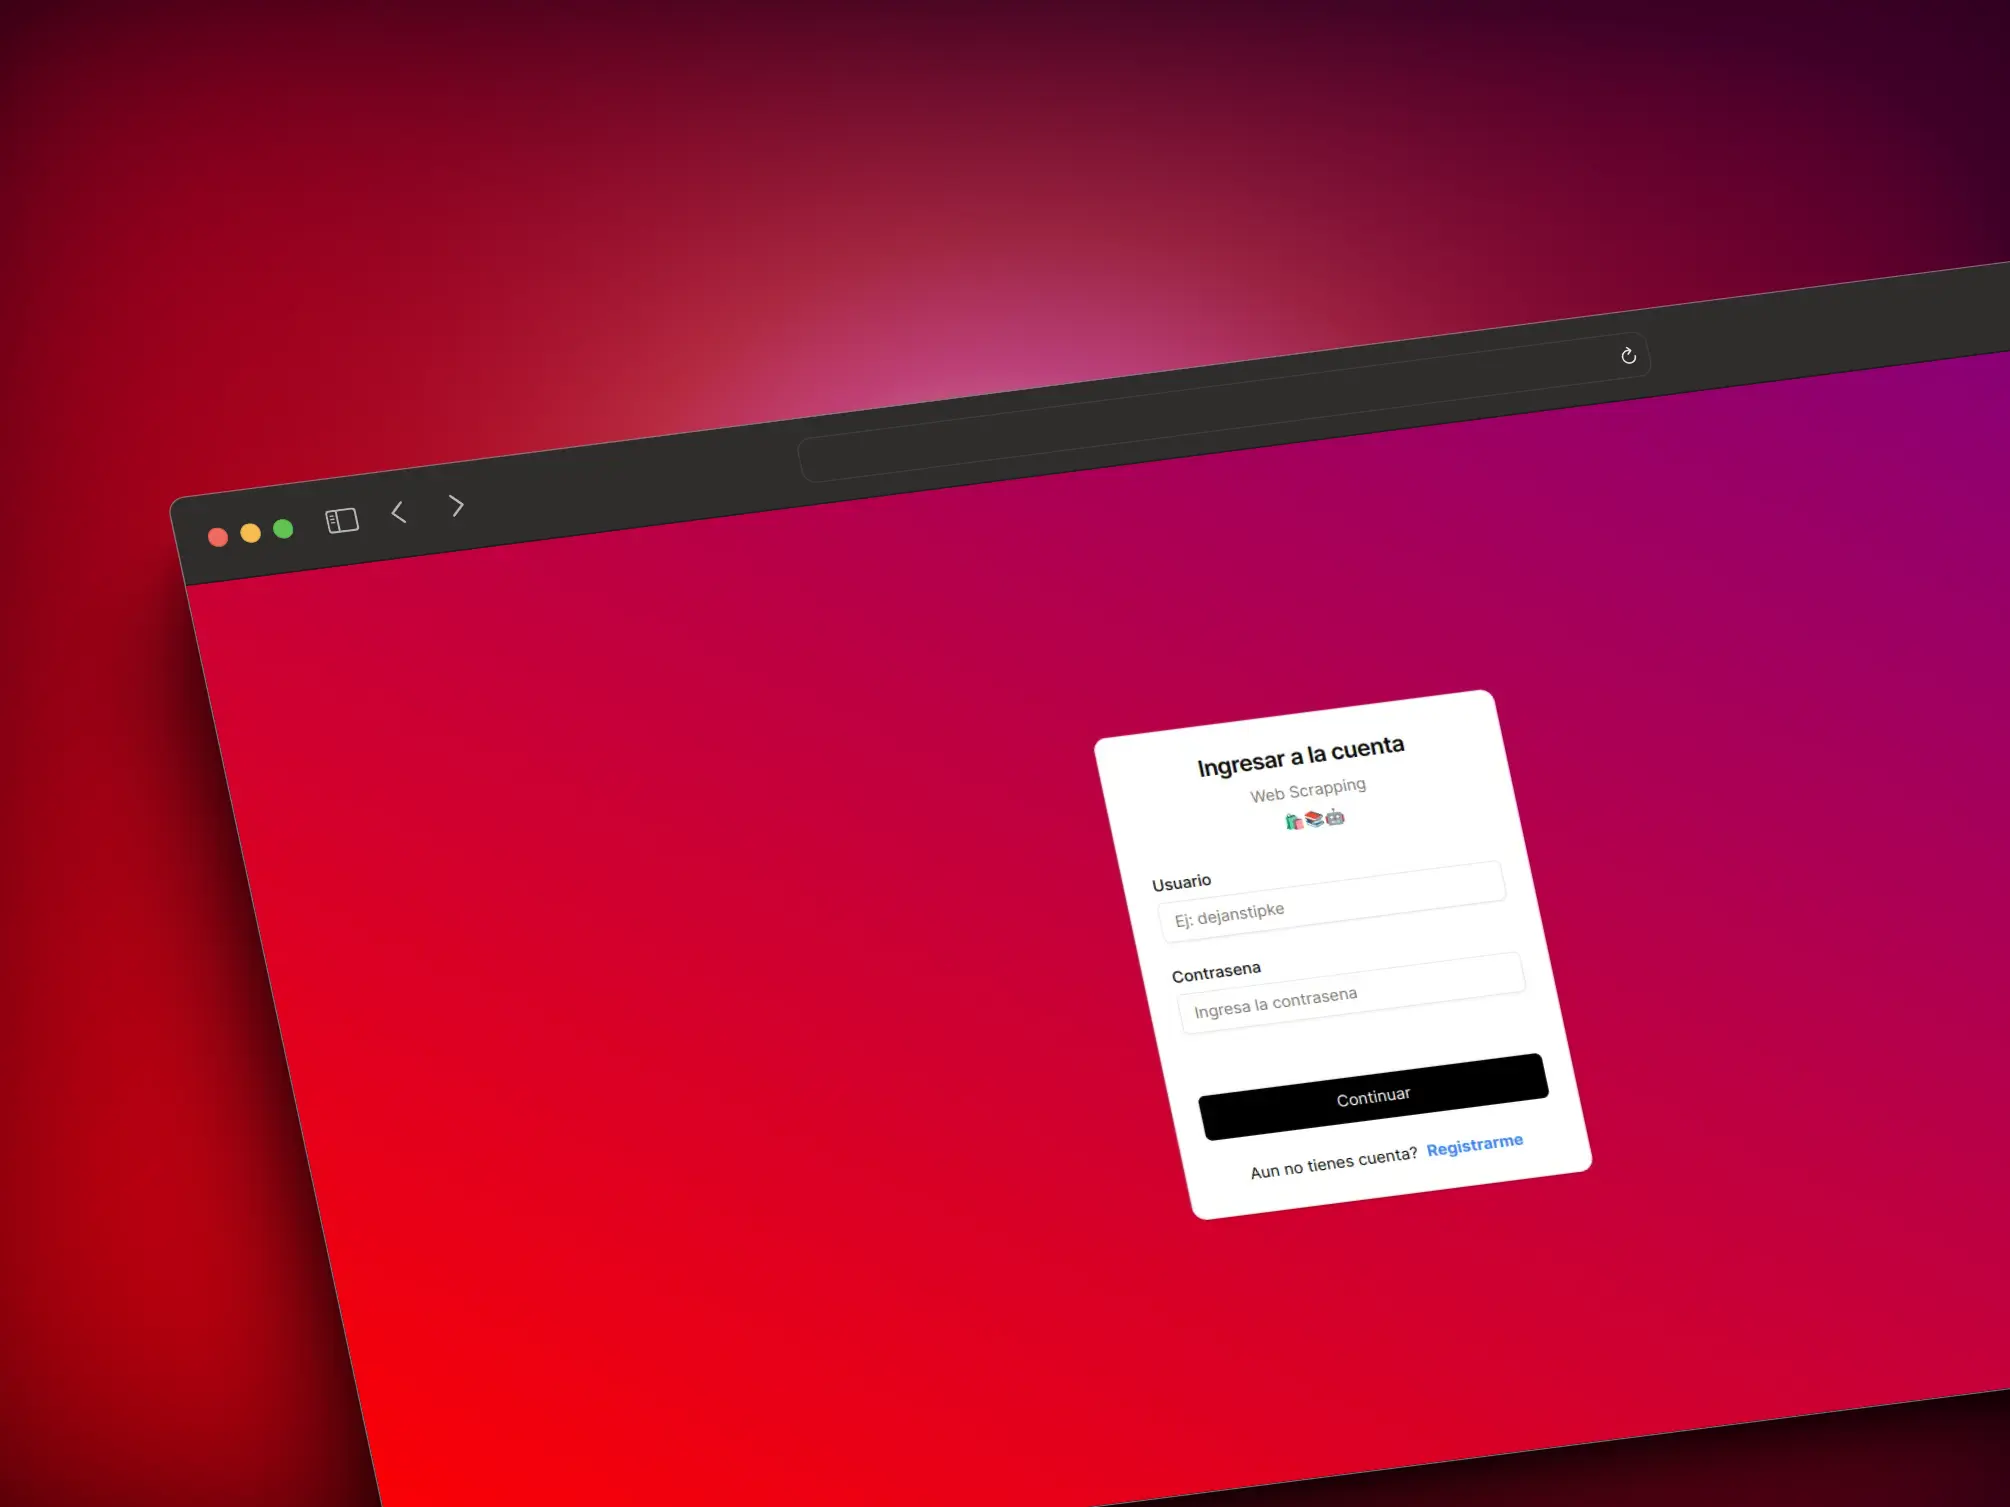 Ingresar a la cuenta
Web Scrapping
🛍️📚🤖
Usuario
Ej: dejanstipke
Contrasena
Ingresa la contrasena
Continuar
Aun no tienes cuenta? Registrarme